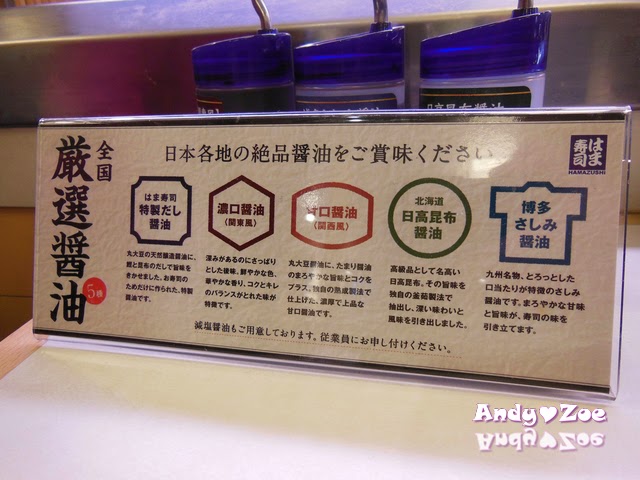 全国
厳選醤油
5種
日本各地の絶品醤油をご賞味ください
はま
寿司
HAMAZUSHI
はま寿司
特製だし
醤油
丸大豆の天然醸造醤油に、
鰹と昆布のだしで旨味を
きかせました。お寿司の
ためだけに作られた、特製
醤油です。
濃口醤油
〈関東風〉
深みがあるのにさっぱり
とした後味。鮮やかな色、
華やかな香り、コクとキレ
のバランスがとれた味が
特徴です。
甘口醤油
〈関西風〉
丸大豆醤油に、たまり醤油
のまろやかな旨味とコクを
プラス。独自の熟成製法で
仕上げた、濃厚で上品な
甘口醤油です。
北海道
日高昆布
醤油
高級品として名高い
日高昆布。その旨味を
独自の釜蒸製法で
抽出し、深い味わいと
風味を引き出しました。
博多
さしみ
醤油
九州名物、とろっとした
口当たりが特徴のさしみ
醤油です。まろやかな甘味
と旨味が、寿司の味を
引き立てます。
減塩醤油もご用意しております。従業員にお申し付けください。
日高昆布醤油
Andy♥Zoe